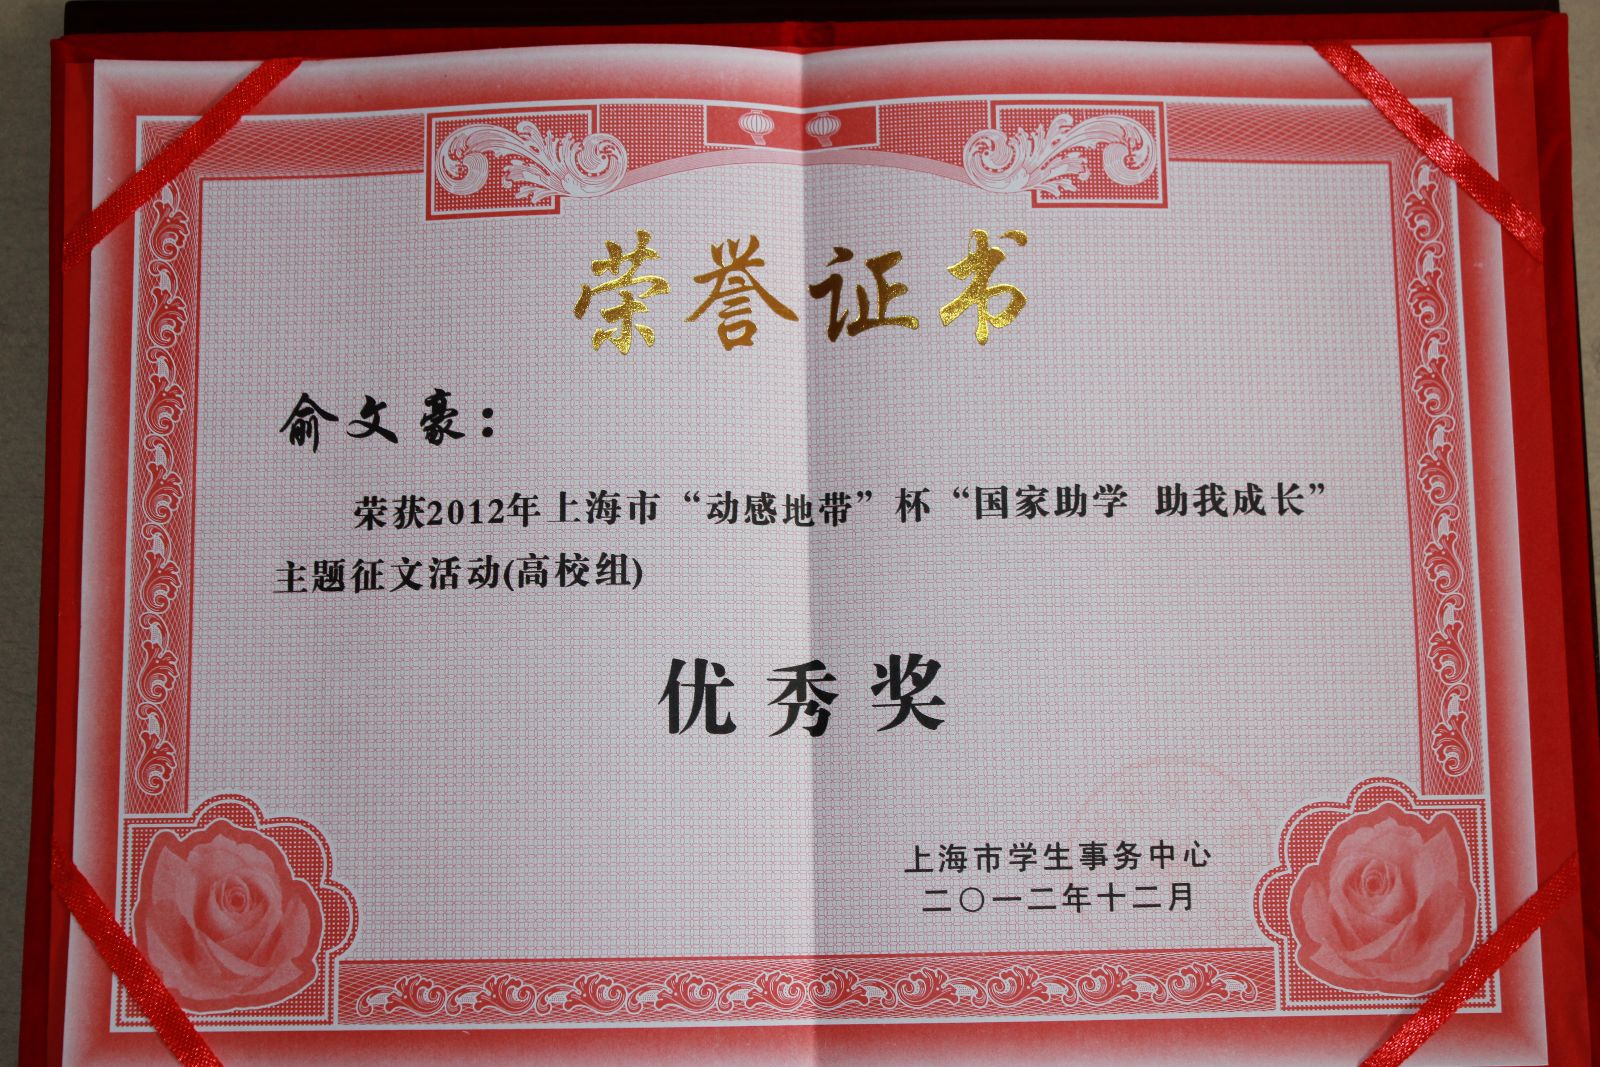 荣誉证书
俞文豪：
荣获2012年上海市“动感地带”杯“国家助学 助我成长”
主题征文活动(高校组)
优秀奖
上海市学生事务中心
二〇一二年十二月